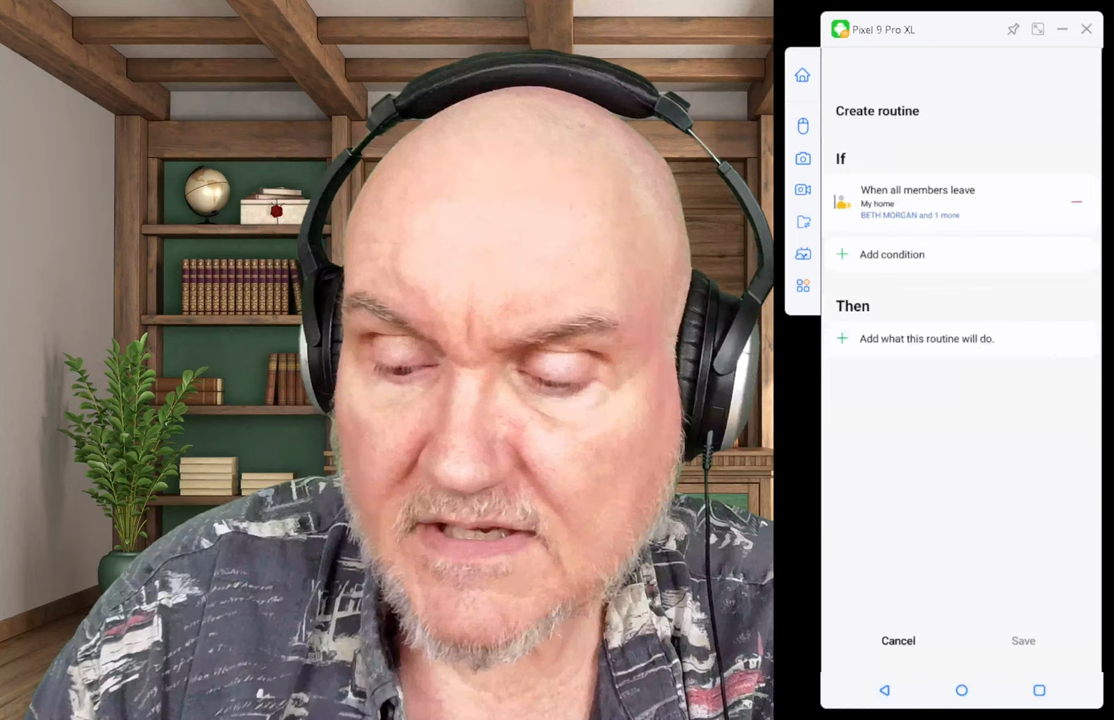 Pixel 9 Pro XL
Create routine
If
When all members leave
My home
BETH MORGAN and 1 more
Add condition
Then
Add what this routine will do.
Cancel
Save